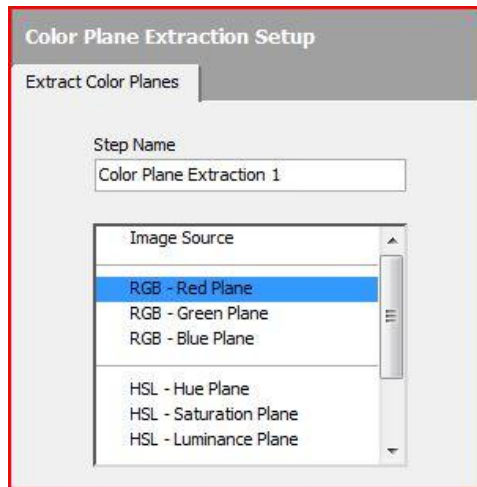 Color Plane Extraction Setup
Extract Color Planes
Step Name
Color Plane Extraction 1
Image Source
RGB - Red Plane
RGB - Green Plane
RGB - Blue Plane
HSL - Hue Plane
HSL - Saturation Plane
HSL - Luminance Plane